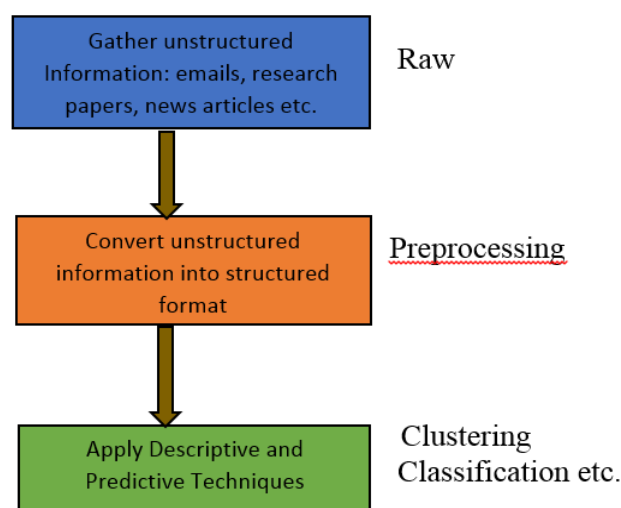 Gather unstructured
Information: emails, research
papers, news articles etc.
Raw
Convert unstructured
information into structured
format
Preprocessing
Apply Descriptive and
Predictive Techniques
Clustering
Classification etc.